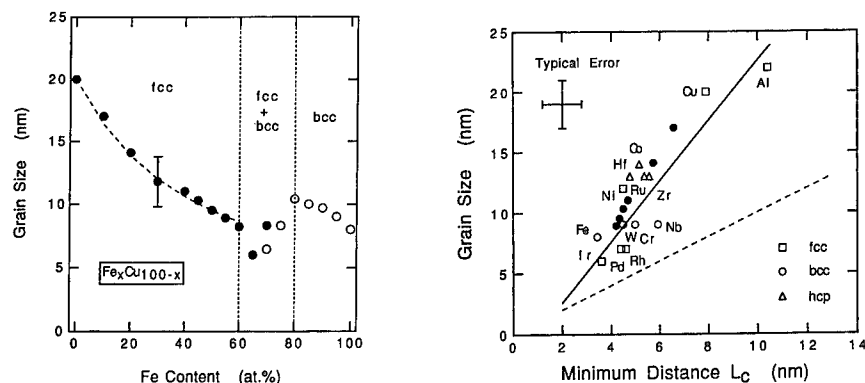 25
20
15
10
5
0
Grain Size (nm)
fcc
fcc
+
bcc
bcc
FexCu100-x
0 20 40 60 80 100
Fe Content (at.%)
25
20
15
10
5
0
Grain Size (nm)
Typical Error
Cu
Al
Co
Hf
Ni
Ru
Zr
Fe
W
Cr
Nb
Ir
Pd
Rh
fcc
bcc
hcp
0 2 4 6 8 10 12 14
Minimum Distance LC (nm)